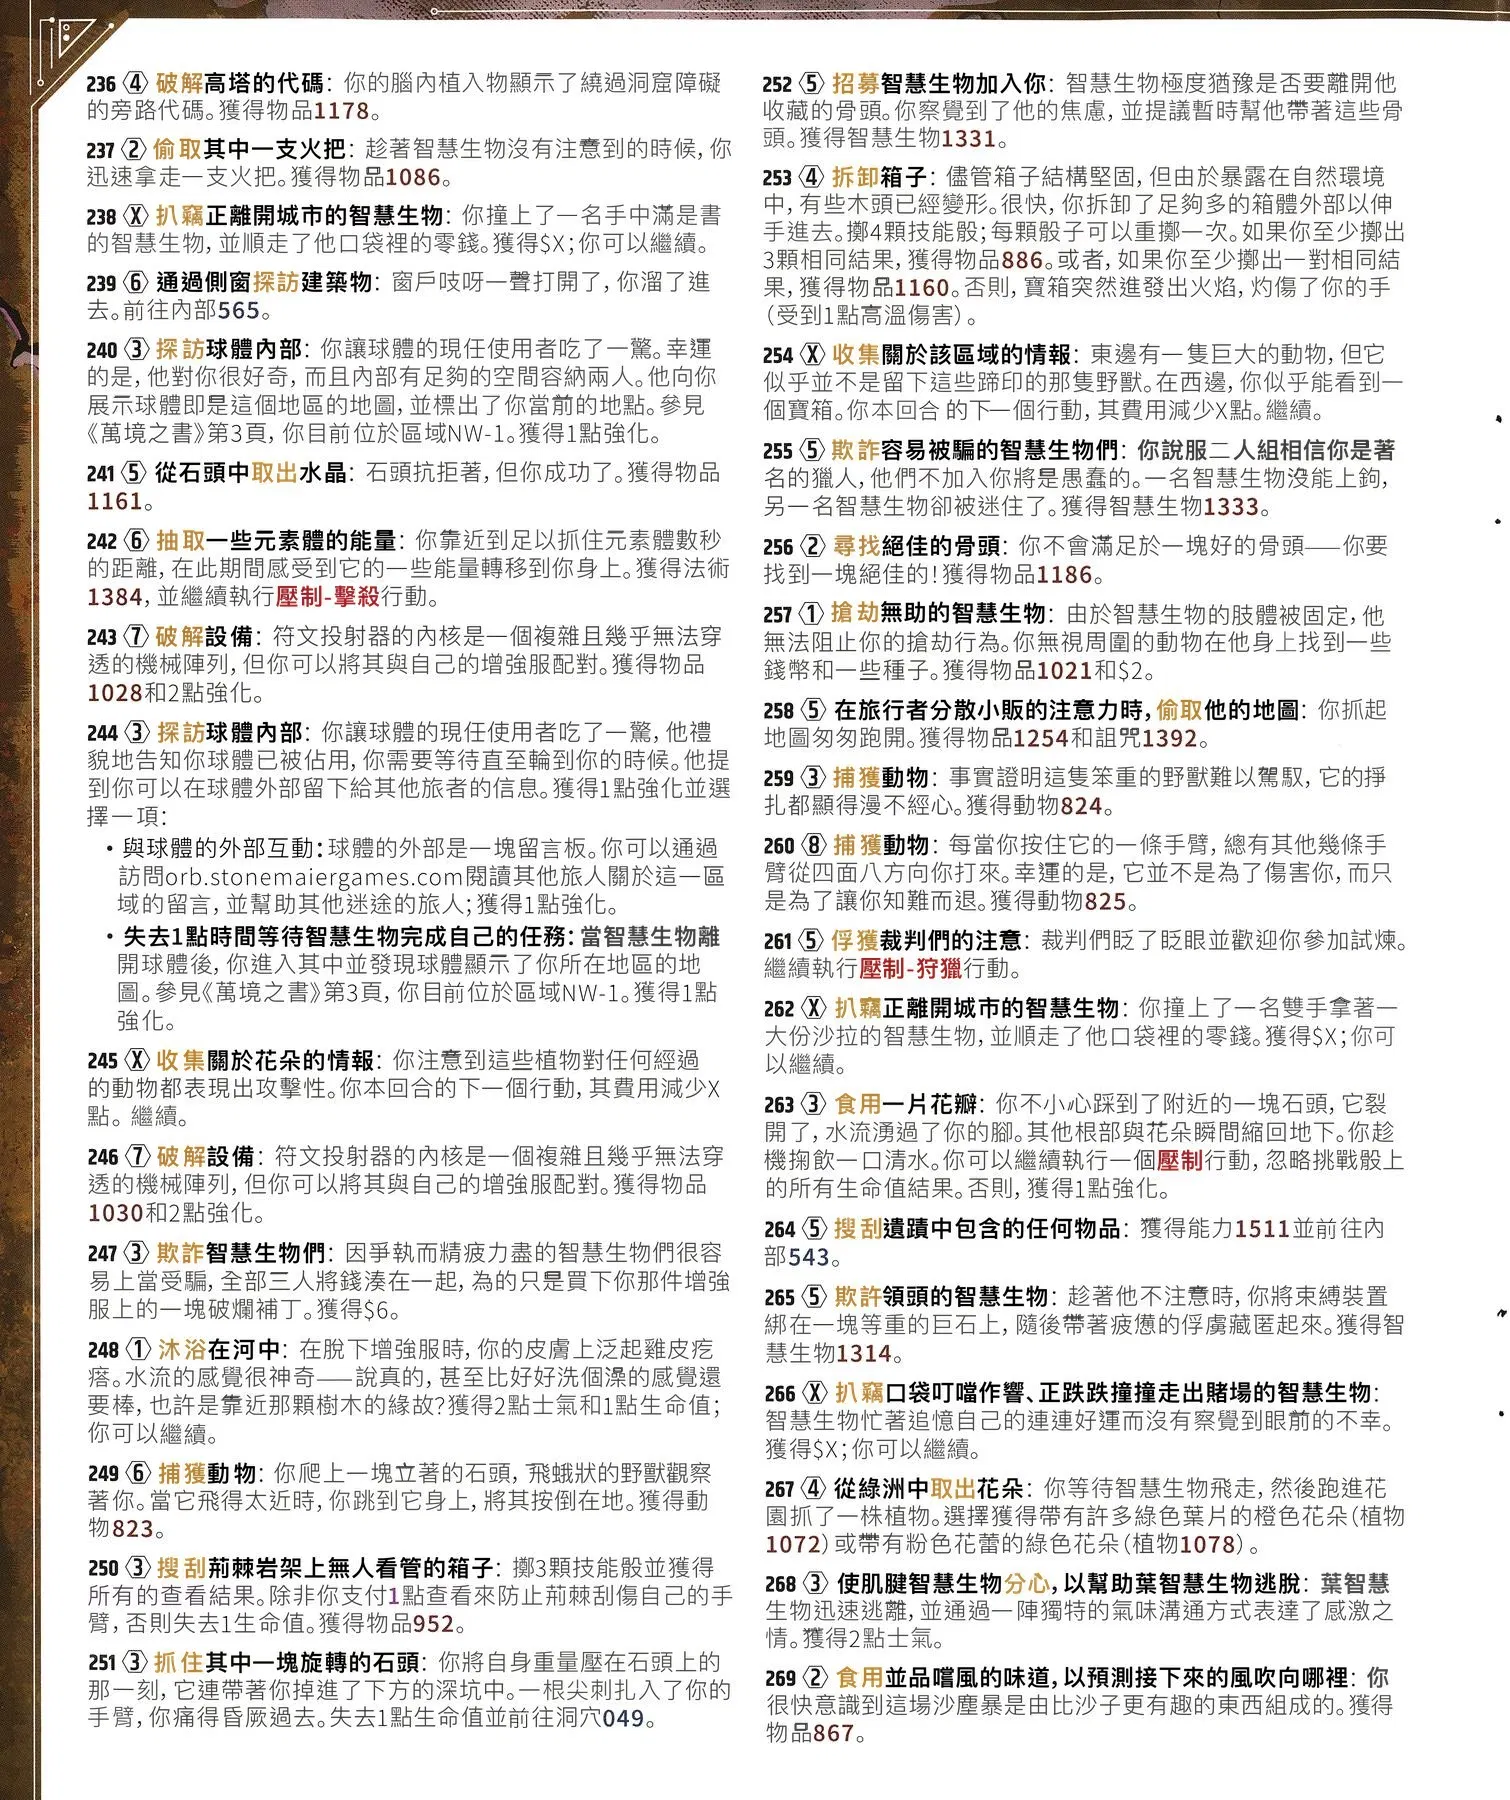 236 4 破解高塔的代碼：你的腦內植入物顯示了繞過洞窟障礙
的旁路代碼。獲得物品1178。
237 2 偷取其中一支火把：趁著智慧生物沒有注意到的時候，你
迅速拿走一支火把。獲得物品1086。
238 X 扒竊正離開城市的智慧生物：你撞上了一名手中滿是書
的智慧生物，並順走了他口袋裡的零錢。獲得$X；你可以繼續。
239 6 通過側窗探訪建築物：窗戶吱呀一聲打開了，你溜了進
去。前往內部565。
240 3 探訪球體內部：你讓球體的現任使用者吃了一驚。幸運
的是，他對你很好奇，而且內部有足夠的空間容納兩人。他向你
展示球體即是這個地區的地圖，並標出了你當前的地點。參見
《萬境之書》第3頁，你目前位於區域NW-1。獲得1點強化。
241 5 從石頭中取出水晶：石頭抗拒著，但你成功了。獲得物品
1161。
242 6 抽取一些元素體的能量：你靠近到足以抓住元素體數秒
的距離，在此期間感受到它的一些能量轉移到你身上。獲得法術
1384，並繼續執行壓制-擊殺行動。
243 7 破解設備：符文投射器的內核是一個複雜且幾乎無法穿
透的機械陣列，但你可以將其與自己的增強服配對。獲得物品
1028和2點強化。
244 3 探訪球體內部：你讓球體的現任使用者吃了一驚，他禮
貌地告知你球體已被佔用，你需要等待直至輪到你的時候。他提
到你可以在球體外部留下給其他旅者的信息。獲得1點強化並選
擇一項：
• 與球體的外部互動：球體的外部是一塊留言板。你可以通過
訪問orb.stonemaiergames.com閱讀其他旅人關於這一區
域的留言，並幫助其他迷途的旅人；獲得1點強化。
• 失去1點時間等待智慧生物完成自己的任務：當智慧生物離
開球體後，你進入其中並發現球體顯示了你所在地區的地
圖。參見《萬境之書》第3頁，你目前位於區域NW-1。獲得1點
強化。
245 X 收集關於花朵的情報：你注意到這些植物對任何經過
的動物都表現出攻擊性。你本回合的下一個行動，其費用減少X
點。 繼續。
246 7 破解設備：符文投射器的內核是一個複雜且幾乎無法穿
透的機械陣列，但你可以將其與自己的增強服配對。獲得物品
1030和2點強化。
247 3 欺詐智慧生物們：因爭執而精疲力盡的智慧生物們很容
易上當受騙，全部三人將錢湊在一起，為的只是買下你那件增強
服上的一塊破爛補丁。獲得$6。
248 1 沐浴在河中：在脫下增強服時，你的皮膚上泛起雞皮疙
瘩。水流的感覺很神奇——說真的，甚至比好好洗個澡的感覺還
要棒，也許是靠近那顆樹木的緣故？獲得2點士氣和1點生命值；
你可以繼續。
249 6 捕獲動物：你爬上一塊立著的石頭，飛蛾狀的野獸觀察
著你。當它飛得太近時，你跳到它身上，將其按倒在地。獲得動
物823。
250 3 搜刮荊棘岩架上無人看管的箱子：擲3顆技能骰並獲得
所有的查看結果。除非你支付1點查看來防止荊棘刮傷自己的手
臂，否則失去1生命值。獲得物品952。
251 3 抓住其中一塊旋轉的石頭：你將自身重量壓在石頭上的
那一刻，它連帶著你掉進了下方的深坑中。一根尖刺扎入了你的
手臂，你痛得昏厥過去。失去1點生命值並前往洞穴049。
252 5 招募智慧生物加入你：智慧生物極度猶豫是否要離開他
收藏的骨頭。你察覺到了他的焦慮，並提議暫時幫他帶著這些骨
頭。獲得智慧生物1331。
253 4 拆卸箱子：儘管箱子結構堅固，但由於暴露在自然環境
中，有些木頭已經變形。很快，你拆卸了足夠多的箱體外部以伸
手進去。擲4顆技能骰；每顆骰子可以重擲一次。如果你至少擲出
3顆相同結果，獲得物品886。或者，如果你至少擲出一對相同結
果，獲得物品1160。否則，寶箱突然迸發出火焰，灼傷了你的手
（受到1點高溫傷害）。
254 X 收集關於該區域的情報：東邊有一隻巨大的動物，但它
似乎並不是留下這些蹄印的那隻野獸。在西邊，你似乎能看到一
個寶箱。你本回合 的下一個行動，其費用減少X點。繼續。
255 5 欺詐容易被騙的智慧生物們：你說服二人組相信你是著
名的獵人，他們不加入你將是愚蠢的。一名智慧生物沒能上鉤，
另一名智慧生物卻被迷住了。獲得智慧生物1333。
256 2 尋找絕佳的骨頭：你不會滿足於一塊好的骨頭——你要
找到一塊絕佳的！獲得物品1186。
257 1 搶劫無助的智慧生物：由於智慧生物的肢體被固定，他
無法阻止你的搶劫行為。你無視周圍的動物在他身上找到一些
錢幣和一些種子。獲得物品1021和$2。
258 5 在旅行者分散小販的注意力時，偷取他的地圖：你抓起
地圖匆匆跑開。獲得物品1254和詛咒1392。
259 3 捕獲動物：事實證明這隻笨重的野獸難以駕馭，它的掙
扎都顯得漫不經心。獲得動物824。
260 8 捕獲動物：每當你按住它的一條手臂，總有其他幾條手
臂從四面八方向你打來。幸運的是，它並不是為了傷害你，而只
是為了讓你知難而退。獲得動物825。
261 5 俘獲裁判們的注意：裁判們眨了眨眼並歡迎你參加試煉。
繼續執行壓制-狩獵行動。
262 X 扒竊正離開城市的智慧生物：你撞上了一名雙手拿著一
大份沙拉的智慧生物，並順走了他口袋裡的零錢。獲得$X；你可
以繼續。
263 3 食用一片花瓣：你不小心踩到了附近的一塊石頭，它裂
開了，水流湧過了你的腳。其他根部與花朵瞬間縮回地下。你趁
機掬飲一口清水。你可以繼續執行一個壓制行動，忽略挑戰骰上
的所有生命值結果。否則，獲得1點強化。
264 5 搜刮遺蹟中包含的任何物品：獲得能力1511並前往內
部543。
265 5 欺許領頭的智慧生物：趁著他不注意時，你將束縛裝置
綁在一塊等重的巨石上，隨後帶著疲憊的俘虜藏匿起來。獲得智
慧生物1314。
266 X 扒竊口袋叮噹作響、正跌跌撞撞走出賭場的智慧生物：
智慧生物忙著追憶自己的連連好運而沒有察覺到眼前的不幸。
獲得$X；你可以繼續。
267 4 從綠洲中取出花朵：你等待智慧生物飛走，然後跑進花
園抓了一株植物。選擇獲得帶有許多綠色葉片的橙色花朵（植物
1072）或帶有粉色花蕾的綠色花朵（植物1078）。
268 3 使肌腱智慧生物分心，以幫助葉智慧生物逃脫：葉智慧
生物迅速逃離，並通過一陣獨特的氣味溝通方式表達了感激之
情。獲得2點士氣。
269 2 食用並品嚐風的味道，以預測接下來的風吹向哪裡：你
很快意識到這場沙塵暴是由比沙子更有趣的東西組成的。獲得
物品867。